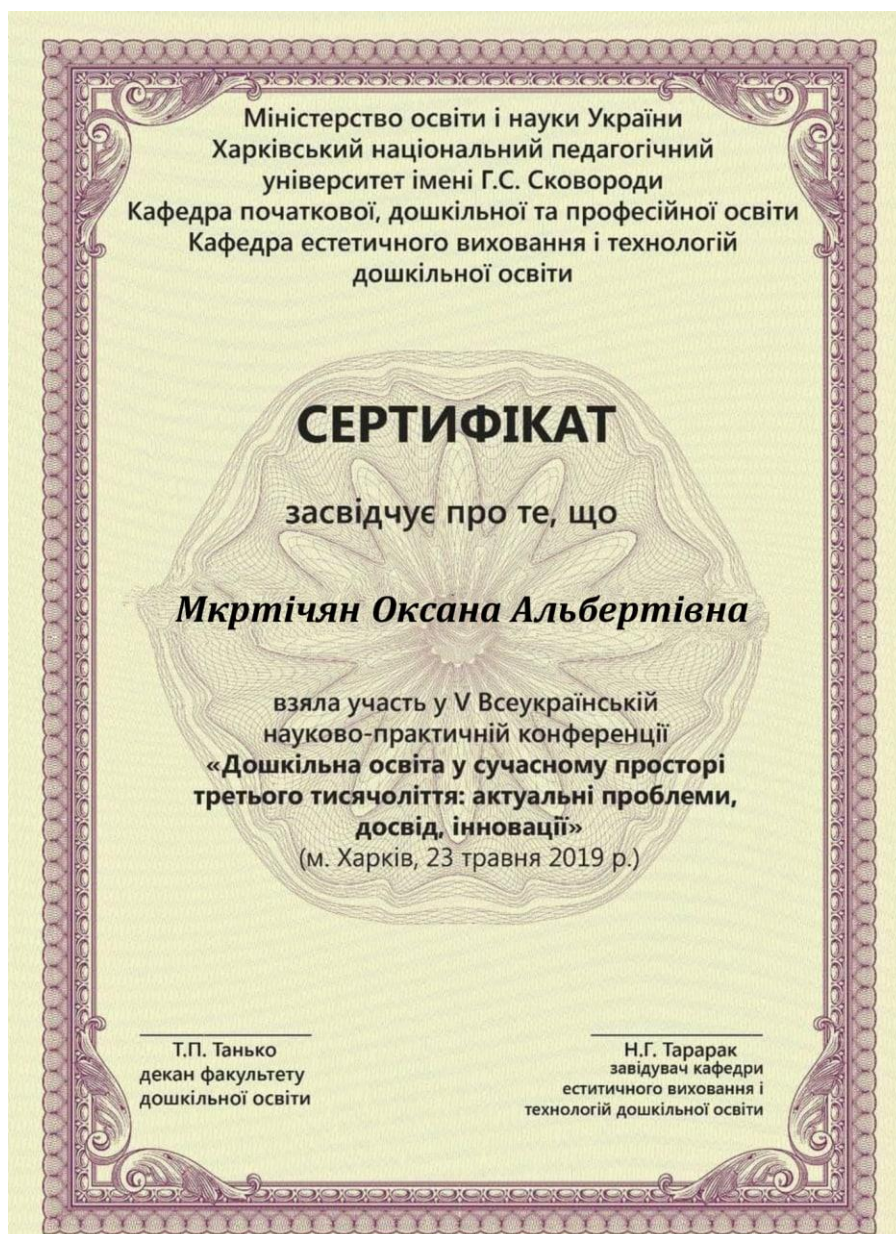 Міністерство освіти і науки України
Харківський національний педагогічний
університет імені Г.С. Сковороди
Кафедра початкової, дошкільної та професійної освіти
Кафедра естетичного виховання і технологій
дошкільної освіти
СЕРТИФІКАТ
засвідчує про те, що
Мкртічян Оксана Альбертівна
взяла участь у V Всеукраїнській
науково-практичній конференції
«Дошкільна освіта у сучасному просторі
третього тисячоліття: актуальні проблеми,
досвід, інновації»
(м. Харків, 23 травня 2019 р.)
Т.П. Танько
декан факультету
дошкільної освіти
Н.Г. Тарарак
завідувач кафедри
еститичного виховання і
технологій дошкільної освіти